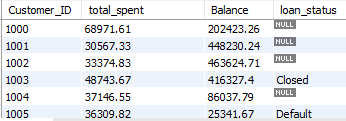 Customer_ID total_spent Balance loan_status
1000 68971.61 202423.26 NULL
1001 30567.33 448230.24 NULL
1002 33374.83 463624.71 NULL
1003 48743.67 416327.4 Closed
1004 37146.55 86037.79 NULL
1005 36309.82 25341.67 Default